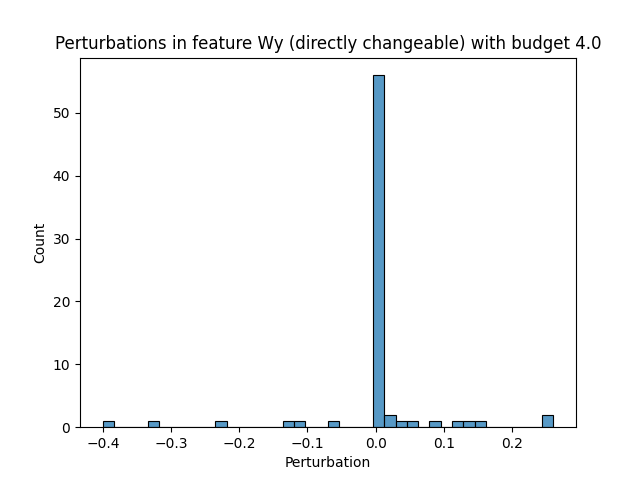 Perturbations in feature Wy (directly changeable) with budget 4.0
Count
50
40
30
20
10
0
−0.4 −0.3 −0.2 −0.1 0.0 0.1 0.2
Perturbation